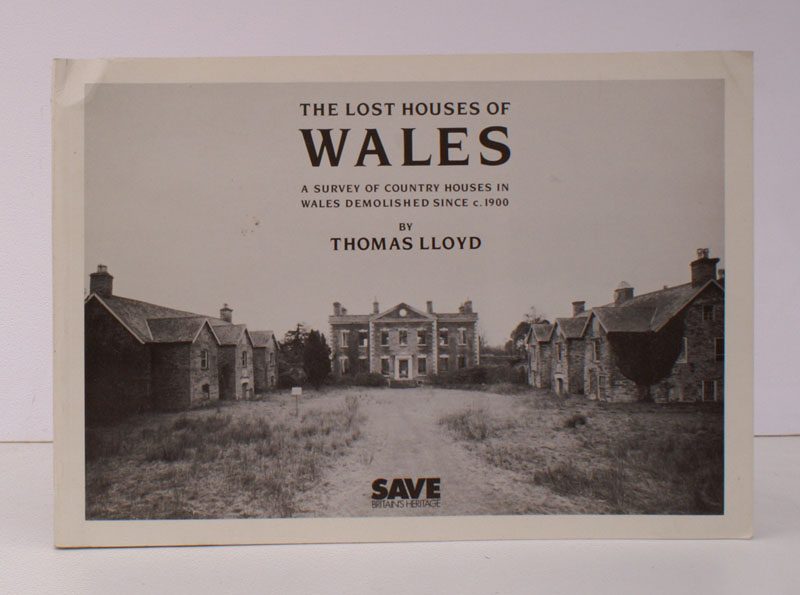 THE LOST HOUSES OF
WALES
A SURVEY OF COUNTRY HOUSES IN
WALES DEMOLISHED SINCE c.1900
BY
THOMAS LLOYD
SAVE
BRITAIN'S HERITAGE